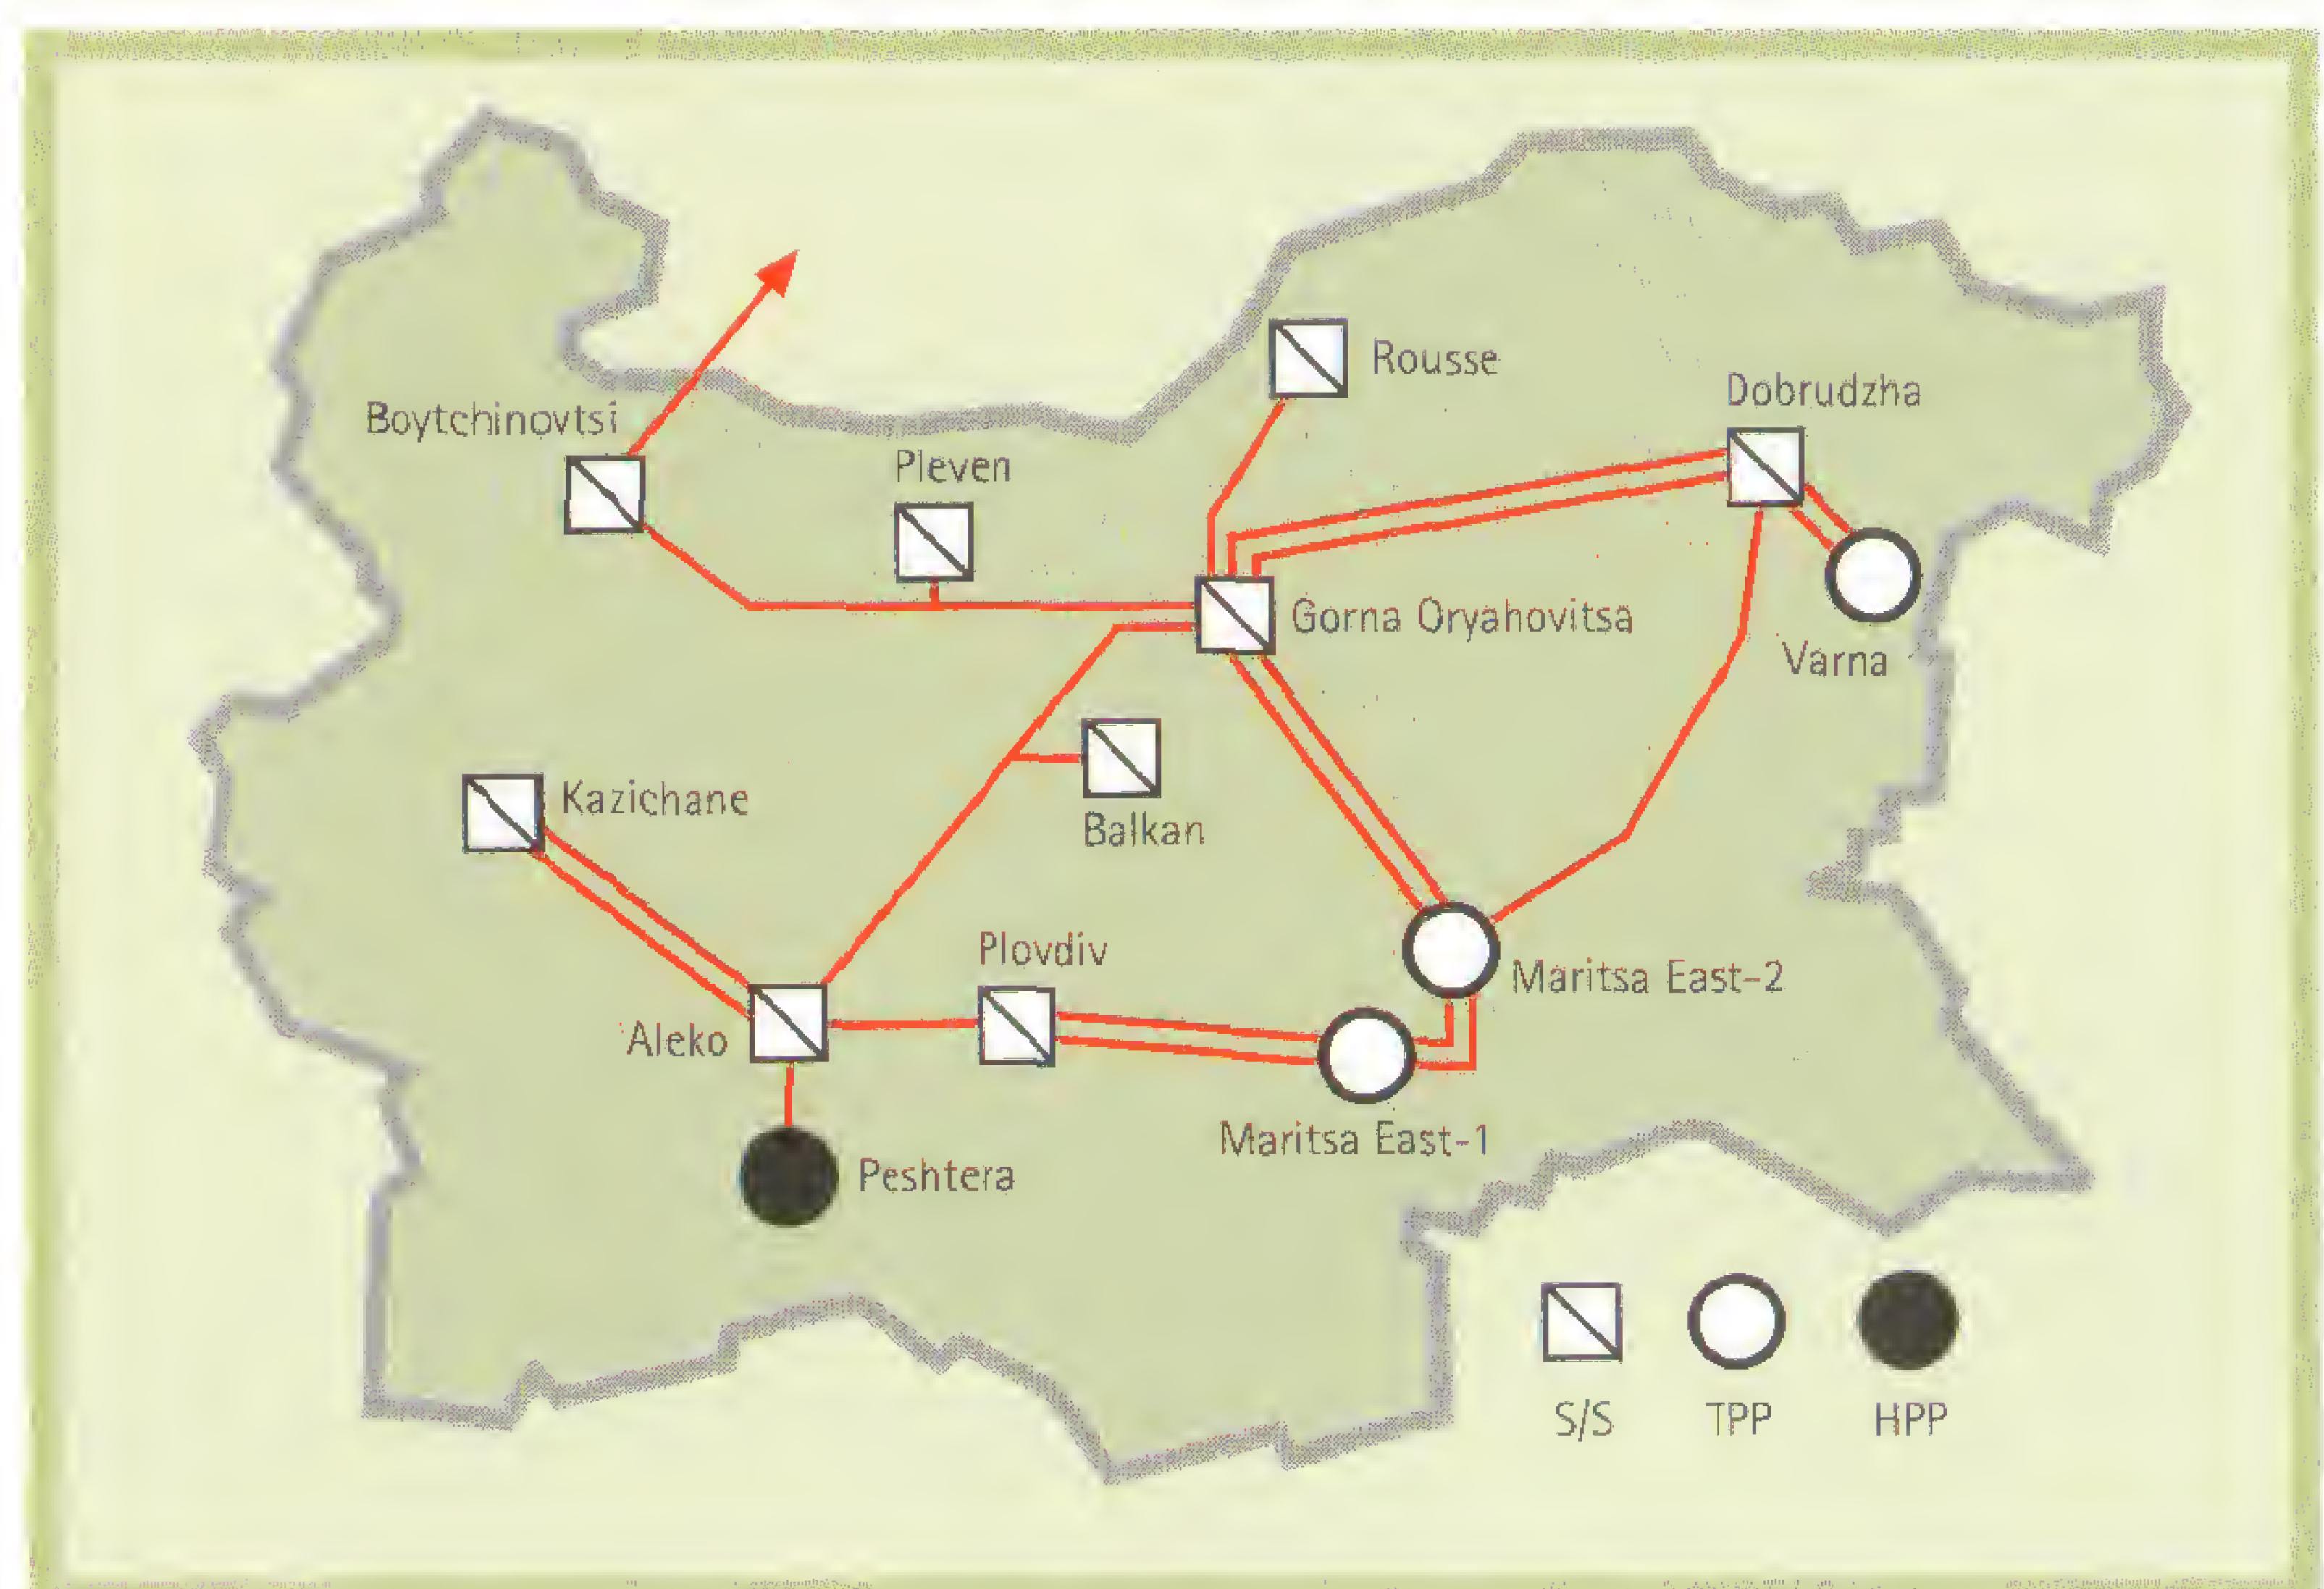 Rousse
Dobrudzha
Boytchinovtsi
Pleven
Gorna Oryahovitsa
Varna
Kazichane
Balkan
Plovdiv
Maritsa East-2
Aleko
Maritsa East-1
Peshtera
S/S
TPP
HPP